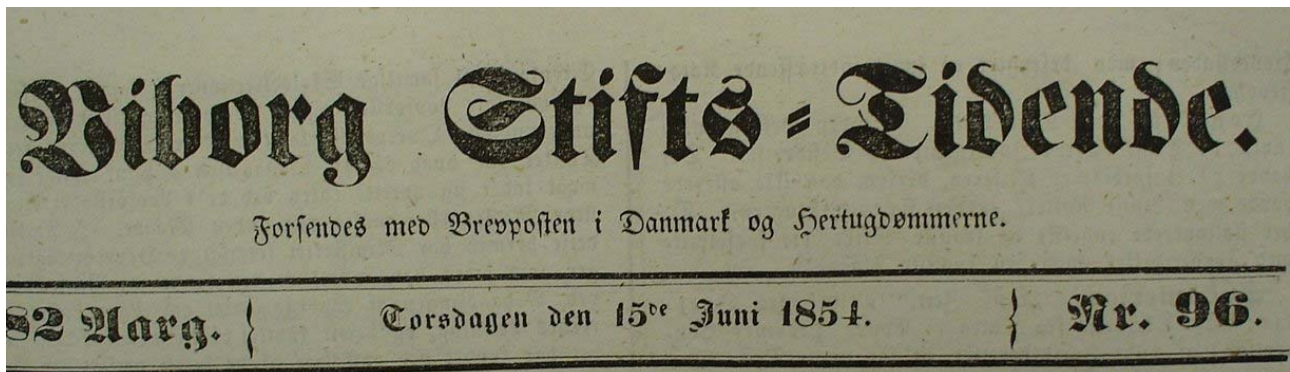 Viborg Stifts-Tidende.
Forsendes med Brevposten i Danmark og Hertugdømmerne.
82 Aarg. Torsdagen den 15de Juni 1854. Nr. 96.